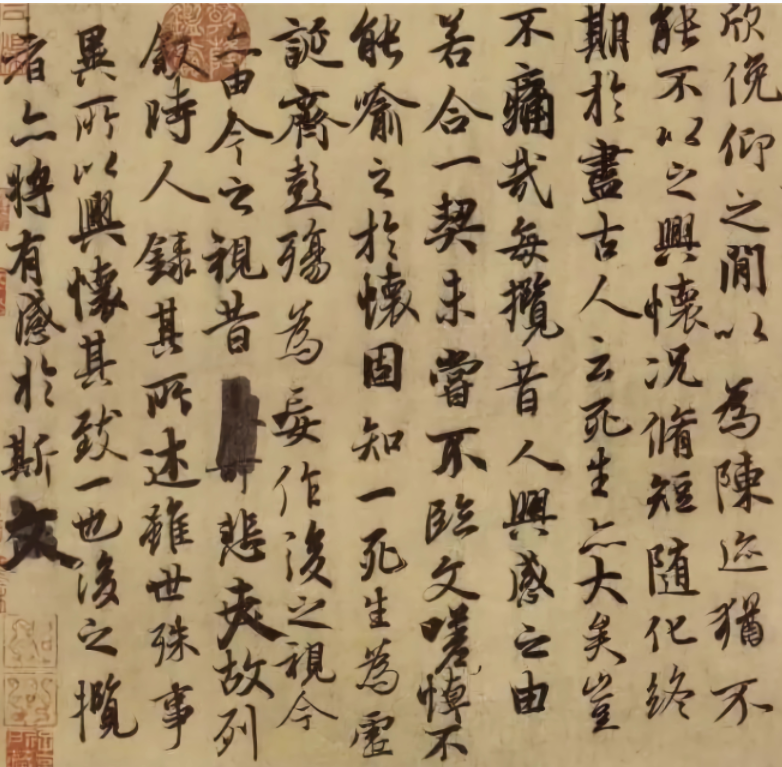 欣俛仰之閒以為陳迹猶不
能不以之興懷况脩短隨化終
期於盡古人云死生亦大矣豈
不痛哉每攬昔人興感之由
若合一契未嘗不臨文嗟悼不
能喻之於懷固知一死生為虛
誕齊彭殤為妄作後之視今
亦由今之視昔悲夫故列
敘時人錄其所述雖世殊事
異所以興懷其致一也後之攬
者亦將有感於斯文